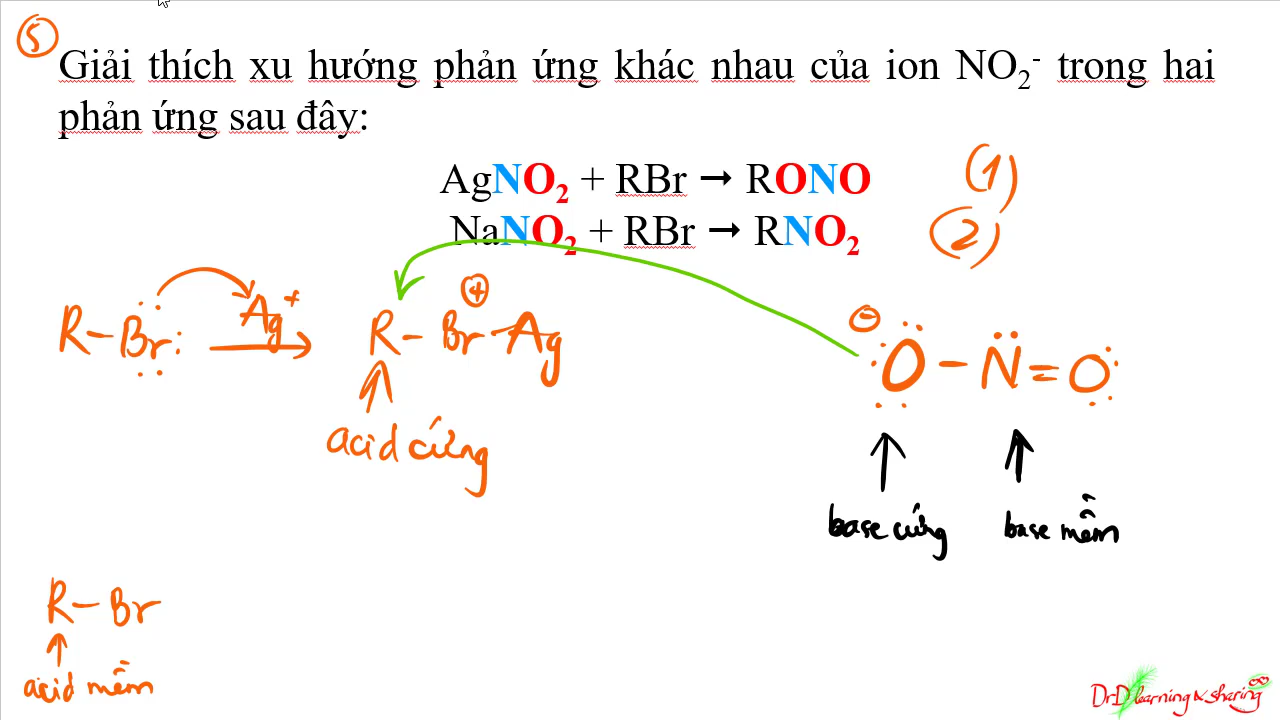 5
Giải thích xu hướng phản ứng khác nhau của ion NO₂⁻ trong hai
phản ứng sau đây:
AgNO₂ + RBr → RONO (1)
NaNO₂ + RBr → RNO₂ (2)
R – Br: Ag⁺ → R – Br – Ag ⊕
⊖ O – N = O
acid cứng
base cứng base mềm
R – Br
acid mềm
DrD learning & sharing